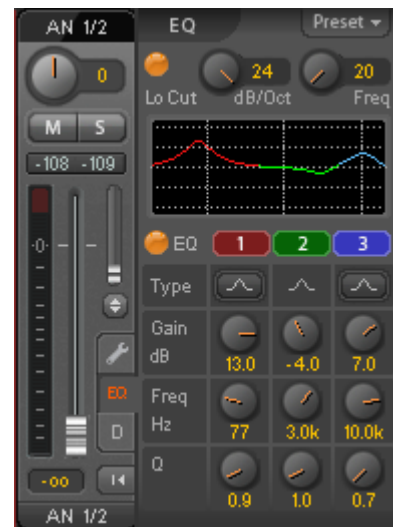 AN 1/2
EQ
Preset
0
24
20
Lo Cut
dB/Oct
Freq
M
S
-108 -109
-0-
EQ
1
2
3
Type
Gain
dB
13.0
-4.0
7.0
EQ
Freq
Hz
77
3.0k
10.0k
D
Q
0.9
1.0
0.7
-oo
AN 1/2